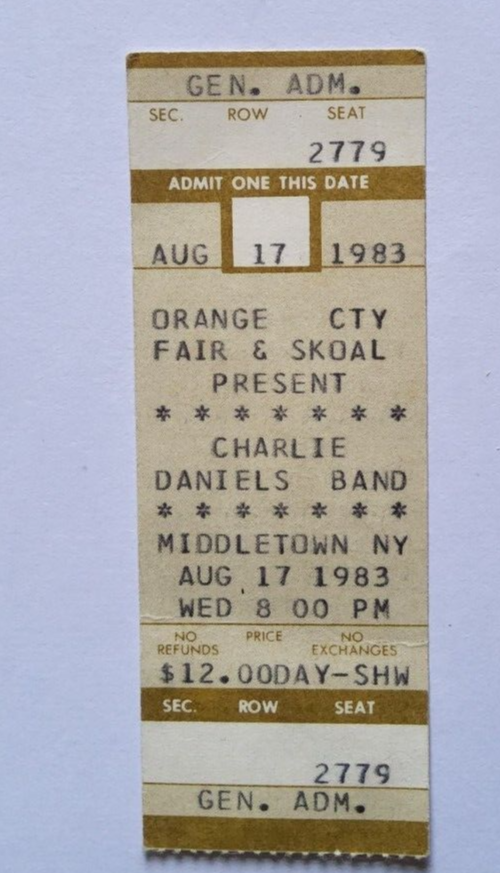 GEN. ADM.
SEC. ROW SEAT
2779
ADMIT ONE THIS DATE
AUG 17 1983
ORANGE CTY
FAIR & SKOAL
PRESENT
* * * * * * *
CHARLIE
DANIELS BAND
* * * * * * *
MIDDLETOWN NY
AUG 17 1983
WED 8 00 PM
NO REFUNDS PRICE NO EXCHANGES
$12.00DAY-SHW
SEC. ROW SEAT
2779
GEN. ADM.